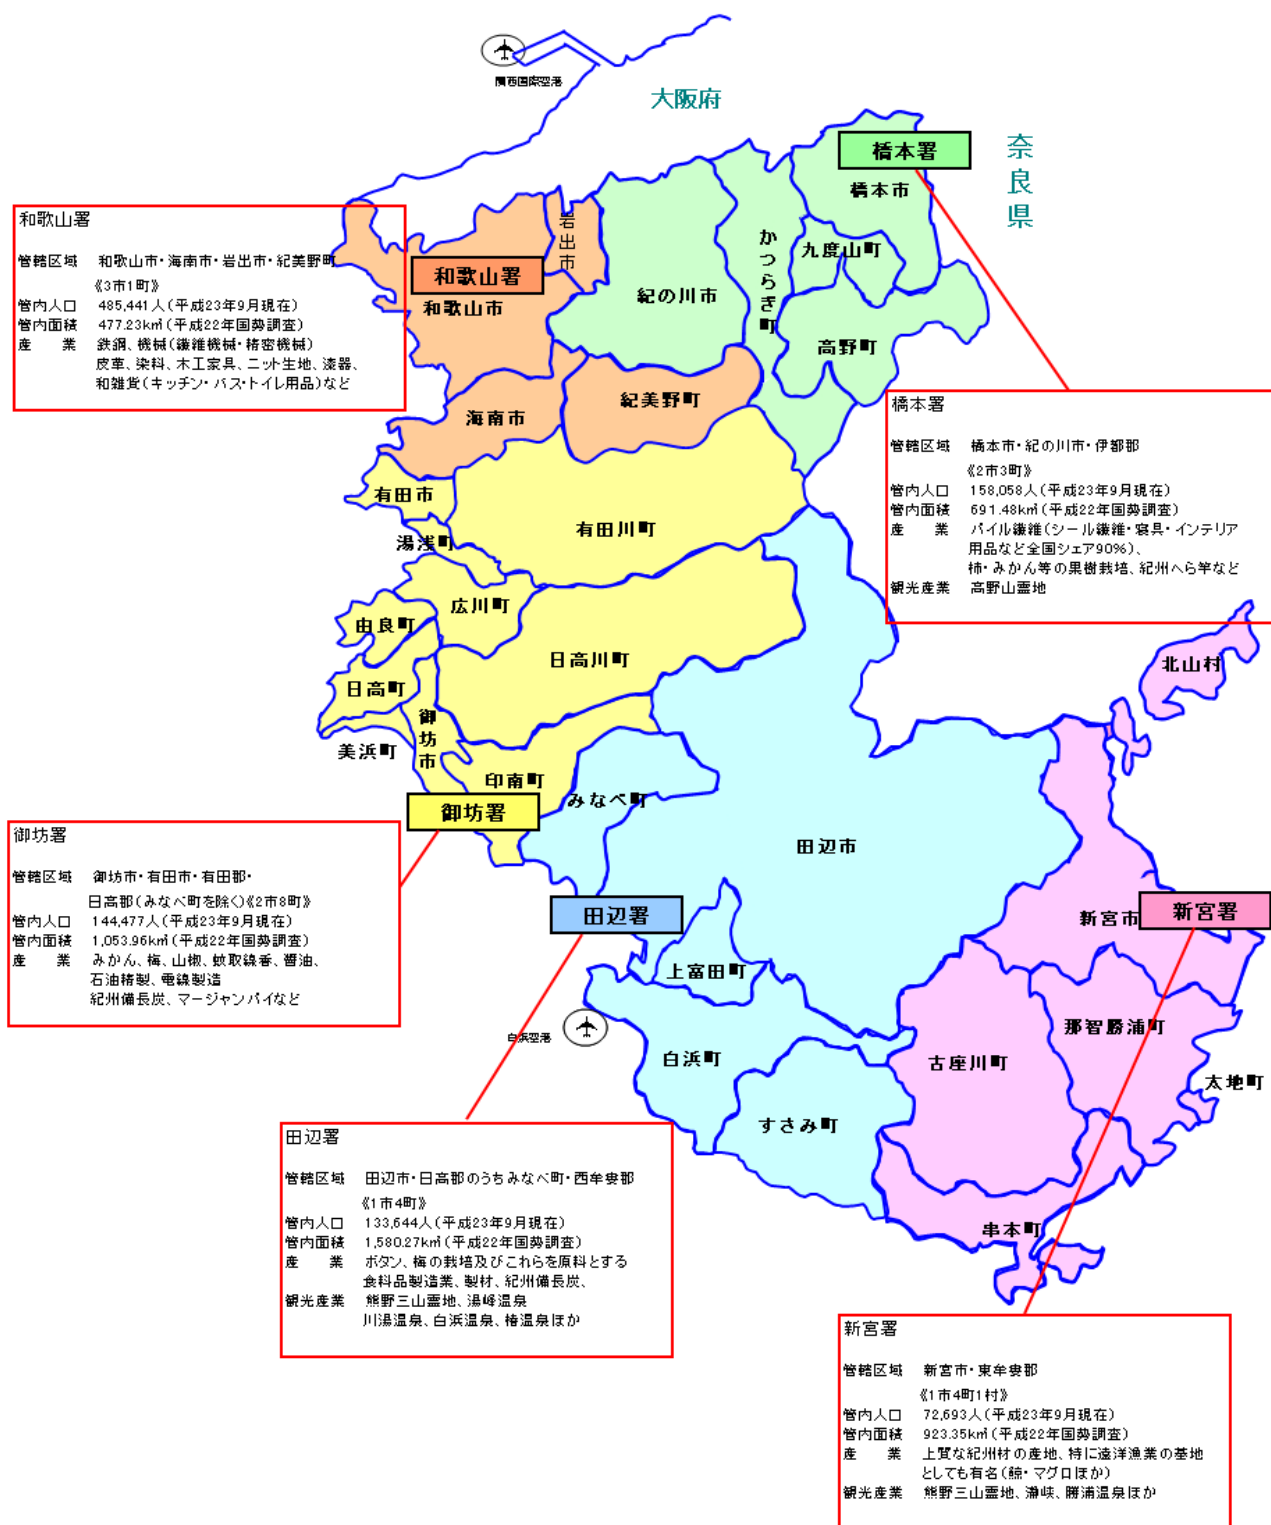 関西国際空港
大阪府
奈良県
橋本署
橋本市
岩出市
かつらぎ町
九度山町
和歌山署
和歌山市
紀の川市
高野町
紀美野町
海南市
和歌山署
管轄区域 和歌山市・海南市・岩出市・紀美野町
《3市1町》
管内人口 485,441人(平成23年9月現在)
管内面積 477.23k㎡(平成22年国勢調査)
産業 鉄鋼、機械(繊維機械・精密機械)
皮革、染料、木工家具、ニット生地、漆器、
和雑貨(キッチン・バス・トイレ用品)など
橋本署
管轄区域 橋本市・紀の川市・伊都郡
《2市3町》
管内人口 158,058人(平成23年9月現在)
管内面積 691.48k㎡(平成22年国勢調査)
産業 パイル繊維(シール繊維・寝具・インテリア
用品など全国シェア90%)、
柿・みかん等の果樹栽培、紀州へら竿など
観光産業 高野山霊地
有田市
有田川町
湯浅町
広川町
由良町
日高川町
日高町
御坊市
美浜町
印南町
みなべ町
御坊署
北山村
田辺市
田辺署
新宮市
新宮署
上富田町
白浜空港
白浜町
すさみ町
古座川町
那智勝浦町
太地町
串本町
御坊署
管轄区域 御坊市・有田市・有田郡・
日高郡(みなべ町を除く)《2市8町》
管内人口 144,477人(平成23年9月現在)
管内面積 1,053.96k㎡(平成22年国勢調査)
産業 みかん、梅、山椒、蚊取線香、醤油、
石油精製、電線製造
紀州備長炭、マージャンパイなど
田辺署
管轄区域 田辺市・日高郡のうちみなべ町・西牟婁郡
《1市4町》
管内人口 133,644人(平成23年9月現在)
管内面積 1,580.27k㎡(平成22年国勢調査)
産業 ボタン、梅の栽培及びこれらを原料とする
食料品製造業、製材、紀州備長炭、
観光産業 熊野三山霊地、湯峰温泉
川湯温泉、白浜温泉、椿温泉ほか
新宮署
管轄区域 新宮市・東牟婁郡
《1市4町1村》
管内人口 72,693人(平成23年9月現在)
管内面積 923.35k㎡(平成22年国勢調査)
産業 上質な紀州材の産地、特に遠洋漁業の基地
としても有名(鯨・マグロほか)
観光産業 熊野三山霊地、瀞峡、勝浦温泉ほか